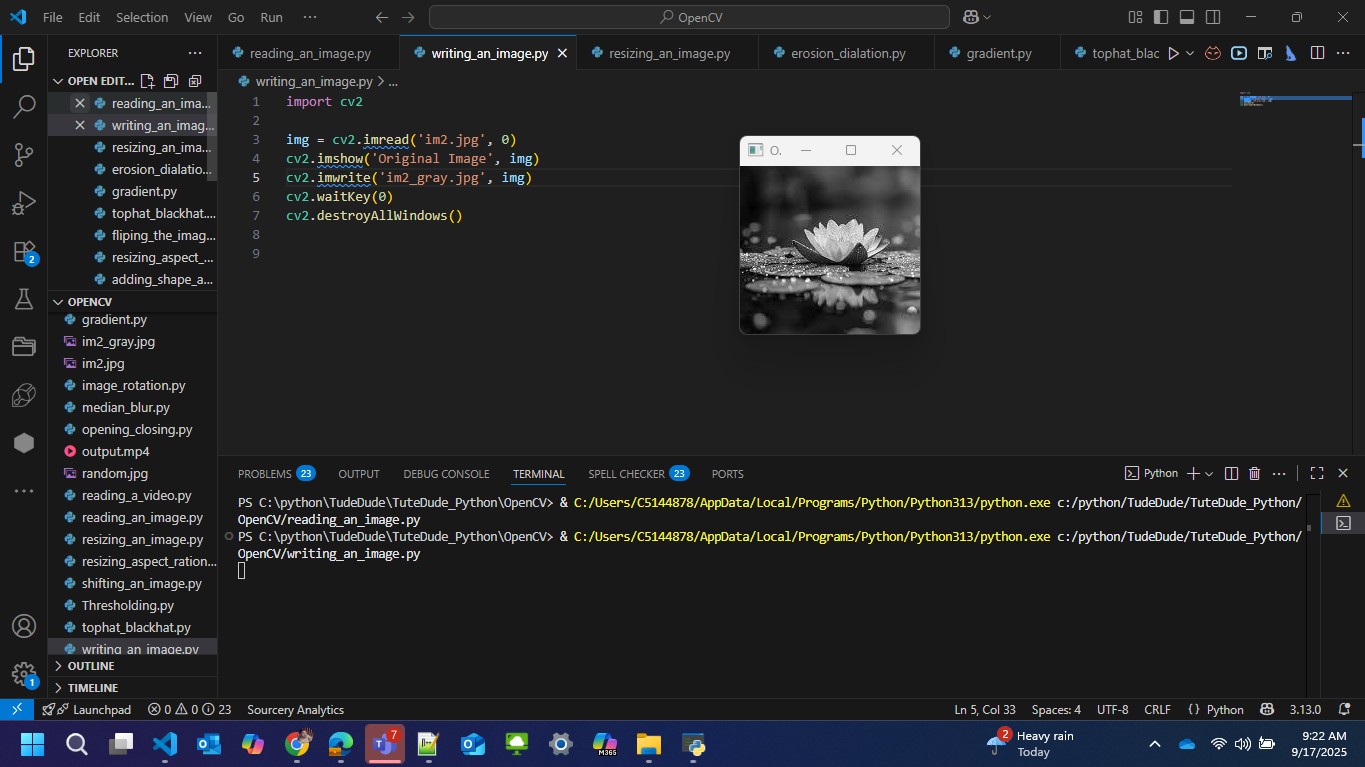 File Edit Selection View Go Run ··· OpenCV
EXPLORER
OPEN EDIT...
reading_an_ima...
writing_an_imag...
resizing_an_ima...
erosion_dialatio...
gradient.py
tophat_blackhat....
fliping_the_imag...
resizing_aspect_...
adding_shape_a...
OPENCV
gradient.py
im2_gray.jpg
im2.jpg
image_rotation.py
median_blur.py
opening_closing.py
output.mp4
random.jpg
reading_a_video.py
reading_an_image.py
resizing_an_image.py
resizing_aspect_ration...
shifting_an_image.py
Thresholding.py
tophat_blackhat.py
writing_an_image.py
OUTLINE
TIMELINE
2
1
reading_an_image.py writing_an_image.py resizing_an_image.py erosion_dialation.py gradient.py tophat_blac
writing_an_image.py > ...
1 import cv2
2
3 img = cv2.imread('im2.jpg', 0)
4 cv2.imshow('Original Image', img)
5 cv2.imwrite('im2_gray.jpg', img)
6 cv2.waitKey(0)
7 cv2.destroyAllWindows()
8
9
O.
PROBLEMS 23 OUTPUT DEBUG CONSOLE TERMINAL SPELL CHECKER 23 PORTS
Python
PS C:\python\TudeDude\TuteDude_Python\OpenCV> & C:/Users/C5144878/AppData/Local/Programs/Python/Python313/python.exe c:/python/TudeDude/TuteDude_Python/
OpenCV/reading_an_image.py
PS C:\python\TudeDude\TuteDude_Python\OpenCV> & C:/Users/C5144878/AppData/Local/Programs/Python/Python313/python.exe c:/python/TudeDude/TuteDude_Python/
OpenCV/writing_an_image.py
Launchpad 0 0 23 Sourcery Analytics Ln 5, Col 33 Spaces: 4 UTF-8 CRLF {} Python 3.13.0
7
M365
2
Heavy rain
Today
9:22 AM
9/17/2025